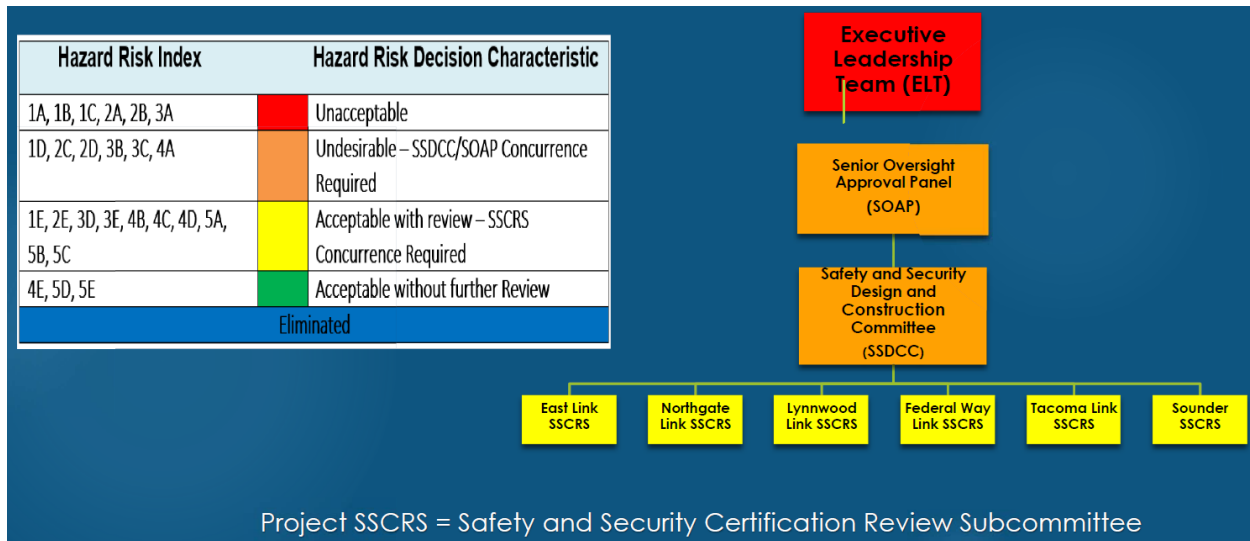 Hazard Risk Index
Hazard Risk Decision Characteristic
1A, 1B, 1C, 2A, 2B, 3A
Unacceptable
1D, 2C, 2D, 3B, 3C, 4A
Undesirable – SSDCC/SOAP Concurrence
Required
1E, 2E, 3D, 3E, 4B, 4C, 4D, 5A,
5B, 5C
Acceptable with review – SSCRS
Concurrence Required
4E, 5D, 5E
Acceptable without further Review
Eliminated
Executive
Leadership
Team (ELT)
Senior Oversight
Approval Panel
(SOAP)
Safety and Security
Design and
Construction
Committee
(SSDCC)
East Link
SSCRS
Northgate
Link SSCRS
Lynnwood
Link SSCRS
Federal Way
Link SSCRS
Tacoma Link
SSCRS
Sounder
SSCRS
Project SSCRS = Safety and Security Certification Review Subcommittee